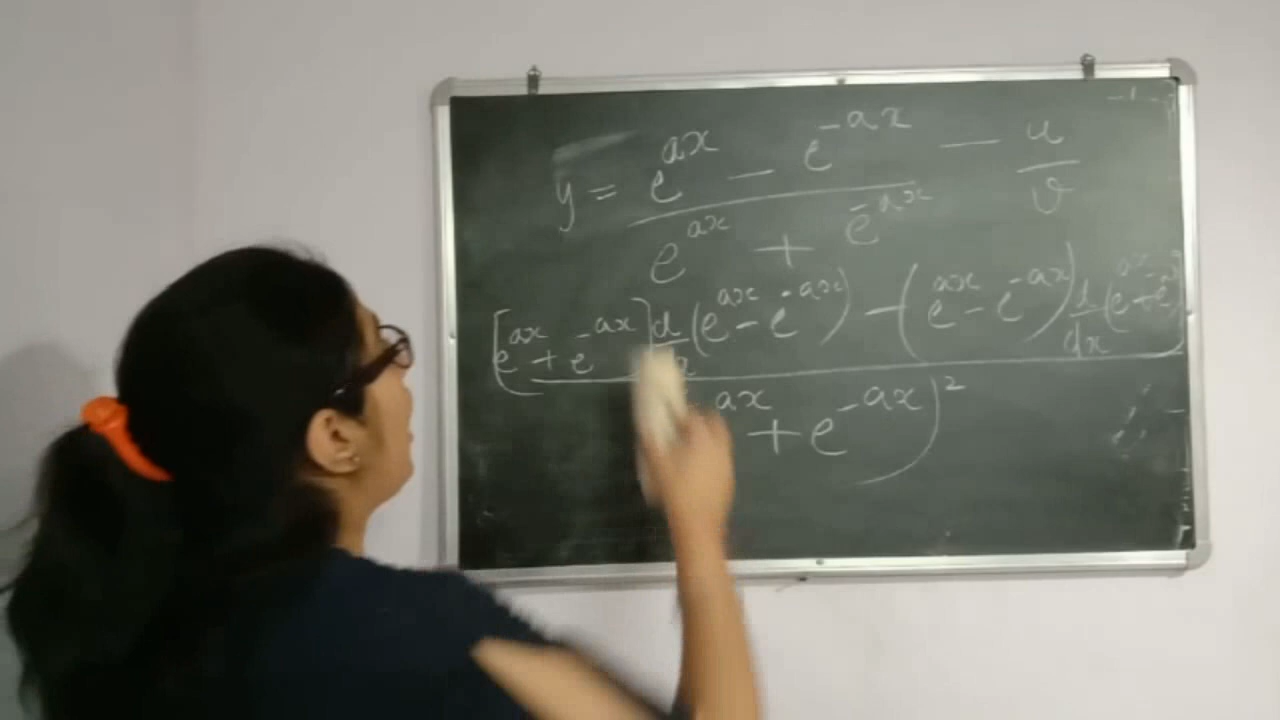 y = (e^{ax} - e^{-ax}) / (e^{ax} + e^{-ax}) - u/v
[e^{ax} + e^{-ax}] d/dx (e^{ax} - e^{-ax}) - (e^{ax} - e^{-ax}) d/dx (e^{ax} + e^{-ax})
e^{ax} + e^{-ax})^2